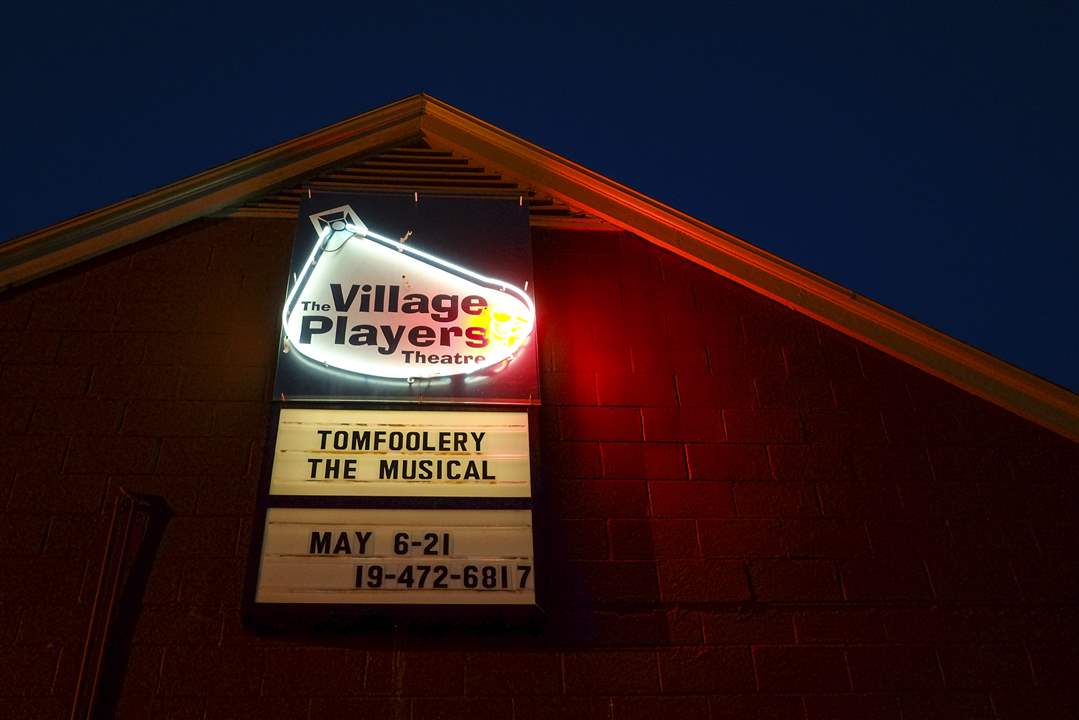 The Village
Players
Theatre
TOMFOOLERY
THE MUSICAL
MAY 6-21
19-472-6817